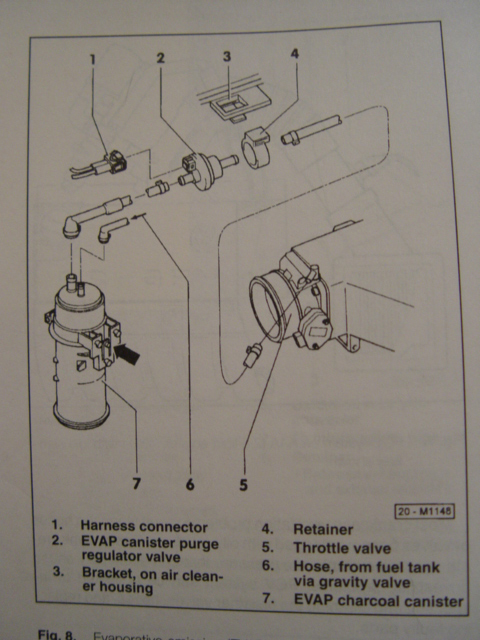 1 2 3 4
7 6 5
20 - M1148
1. Harness connector
2. EVAP canister purge
regulator valve
3. Bracket, on air clean-
er housing
4. Retainer
5. Throttle valve
6. Hose, from fuel tank
via gravity valve
7. EVAP charcoal canister
Fig. 8. Evaporative